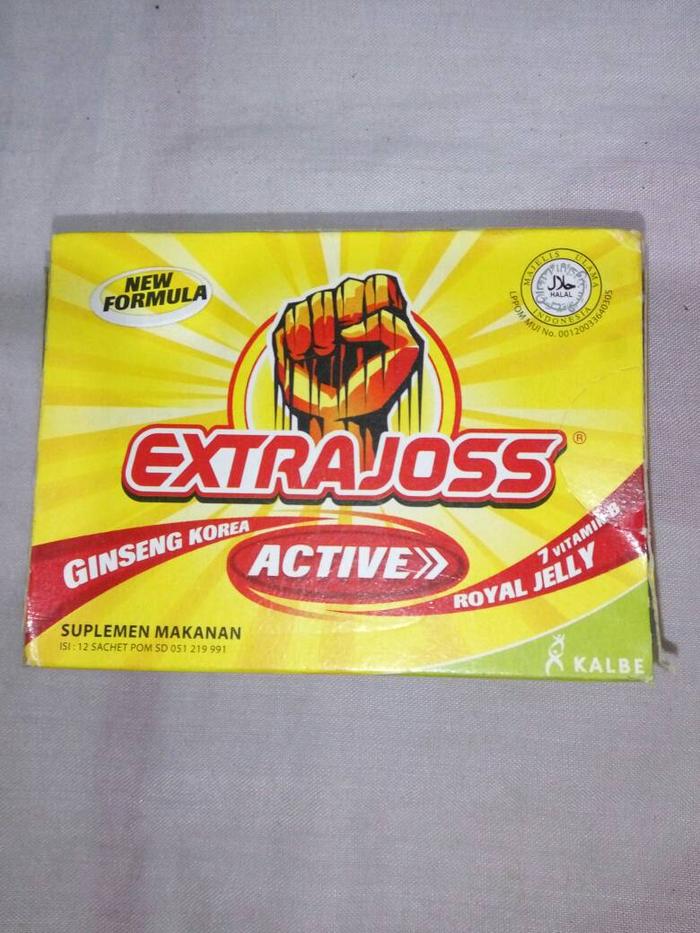 NEW
FORMULA
MAJELIS ULAMA
حلال
HALAL
INDONESIA
LPPOM MUI No. 00120033640305
EXTRAJOSS ®
GINSENG KOREA
ACTIVE>>
7 VITAMIN B
ROYAL JELLY
SUPLEMEN MAKANAN
ISI : 12 SACHET POM SD 051 219 991
KALBE